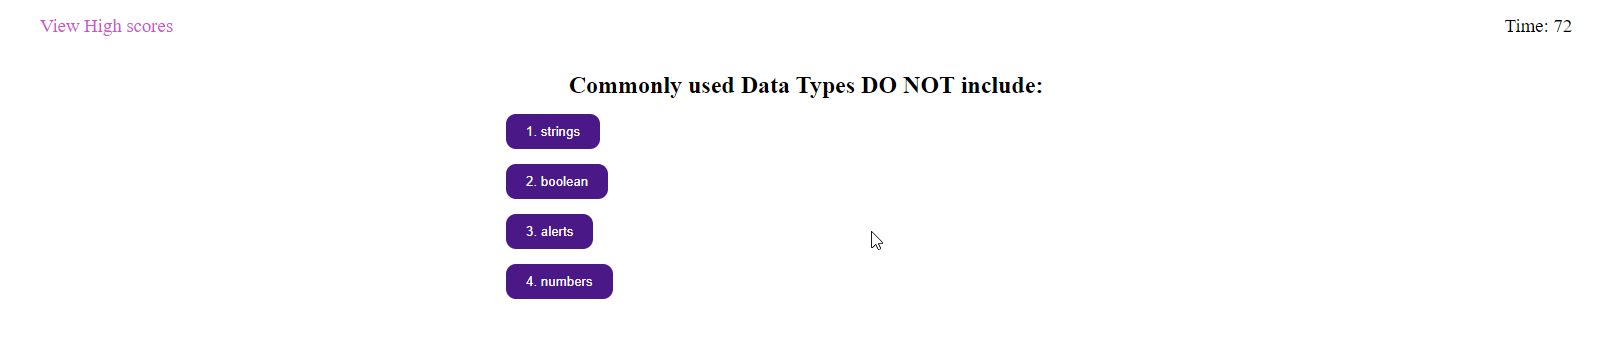 View High scores
Time: 72
Commonly used Data Types DO NOT include:
1. strings
2. boolean
3. alerts
4. numbers